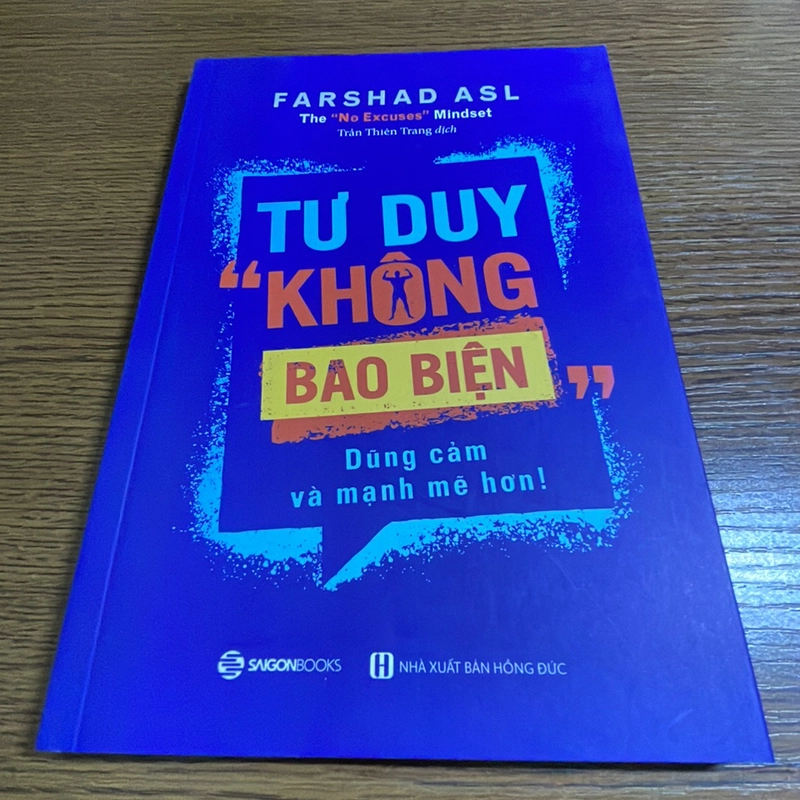 FARSHAD ASL
The "No Excuses" Mindset
Trần Thiên Trang dịch
TƯ DUY
“KHÔNG
BAO BIỆN”
Dũng cảm
và mạnh mẽ hơn!
SAIGONBOOKS
H NHÀ XUẤT BẢN HỒNG ĐỨC